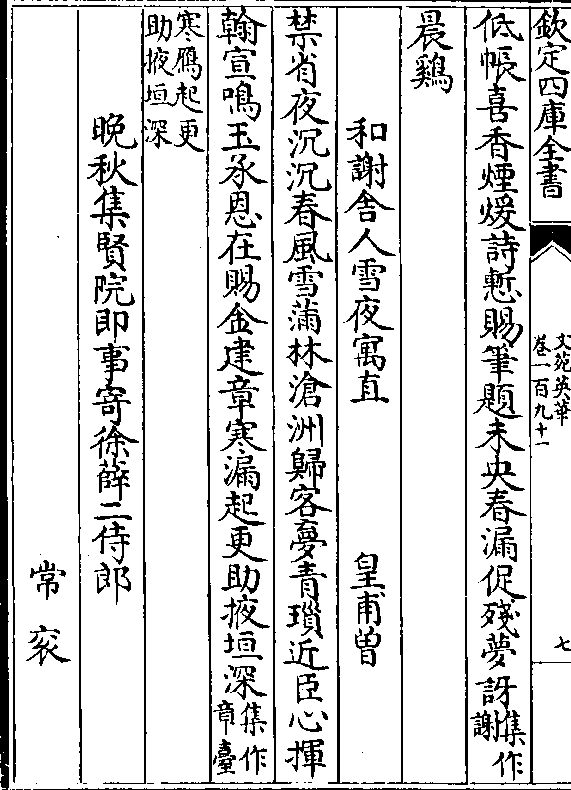 欽定四庫全書
文苑英華
卷一百九十一
七
低帳喜香煙煖詩慙賜筆題未央春漏促殘夢訝集作謝
晨鷄
和謝舍人雪夜寓直 皇甫曽
禁省夜沉沉春風雪蒲林滄洲歸客夢青瑣近臣心揮
翰宣鳴玉承恩在賜金建章寒漏起更助掖垣深集作章臺
寒鴈起更助掖垣深
晚秋集賢院即事寄徐薛二侍郎
常衮